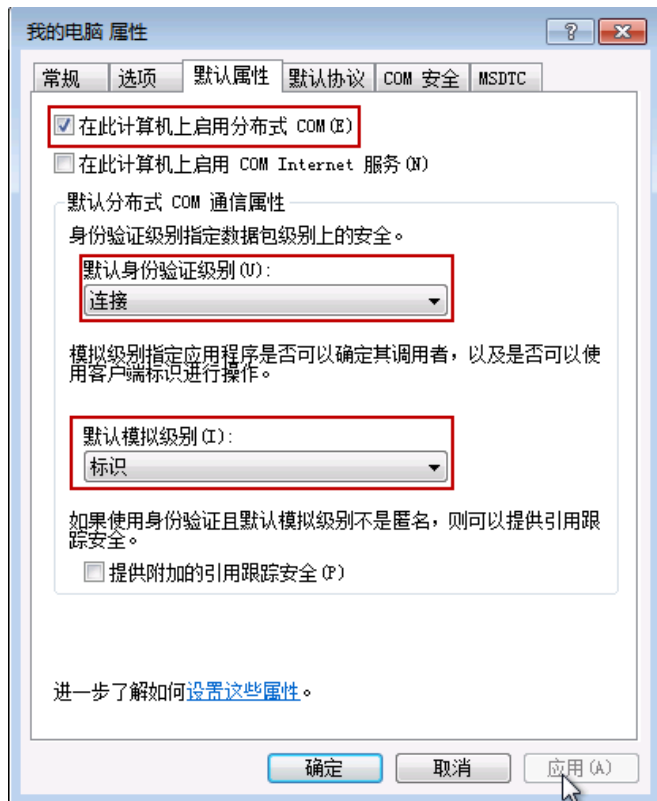 我的电脑 属性
常规 选项 默认属性 默认协议 COM 安全 MSDTC
在此计算机上启用分布式 COM(E)
在此计算机上启用 COM Internet 服务(N)
默认分布式 COM 通信属性
身份验证级别指定数据包级别上的安全。
默认身份验证级别(U):
连接
模拟级别指定应用程序是否可以确定其调用者，以及是否可以使
用客户端标识进行操作。
默认模拟级别(I):
标识
如果使用身份验证且默认模拟级别不是匿名，则可以提供引用跟
踪安全。
提供附加的引用跟踪安全(P)
进一步了解如何设置这些属性。
确定 取消 应用(A)